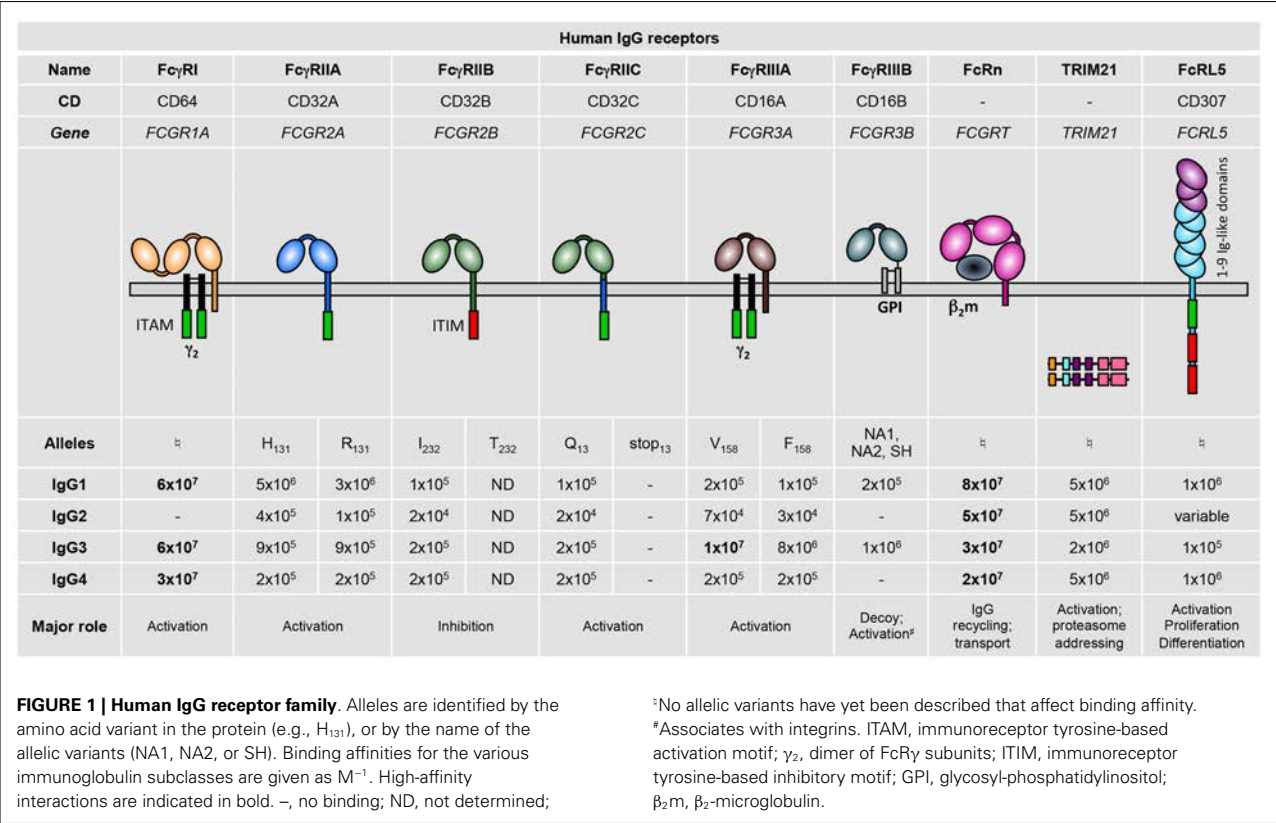 Human IgG receptors
Name FcγRI FcγRIIA FcγRIIB FcγRIIC FcγRIIIA FcγRIIIB FcRn TRIM21 FcRL5
CD CD64 CD32A CD32B CD32C CD16A CD16B - - CD307
Gene FCGR1A FCGR2A FCGR2B FCGR2C FCGR3A FCGR3B FCGRT TRIM21 FCRL5
1-9 Ig-like domains
GPI β₂m
ITAM ITIM
γ₂ γ₂
Alleles ♮ H₁₃₁ R₁₃₁ I₂₃₂ T₂₃₂ Q₁₃ stop₁₃ V₁₅₈ F₁₅₈ NA1, NA2, SH ♮ ♮ ♮
IgG1 6x10⁷ 5x10⁶ 3x10⁶ 1x10⁵ ND 1x10⁵ - 2x10⁵ 1x10⁵ 2x10⁵ 8x10⁷ 5x10⁶ 1x10⁶
IgG2 - 4x10⁵ 1x10⁵ 2x10⁴ ND 2x10⁴ - 7x10⁴ 3x10⁴ - 5x10⁷ 5x10⁶ variable
IgG3 6x10⁷ 9x10⁵ 9x10⁵ 2x10⁵ ND 2x10⁵ - 1x10⁷ 8x10⁶ 1x10⁶ 3x10⁷ 2x10⁶ 1x10⁵
IgG4 3x10⁷ 2x10⁵ 2x10⁵ 2x10⁵ ND 2x10⁵ - 2x10⁵ 2x10⁵ - 2x10⁷ 5x10⁶ 1x10⁶
Major role Activation Activation Inhibition Activation Activation Decoy; Activation# IgG recycling; transport Activation; proteasome addressing Activation Proliferation Differentiation
FIGURE 1 | Human IgG receptor family. Alleles are identified by the
amino acid variant in the protein (e.g., H₁₃₁), or by the name of the
allelic variants (NA1, NA2, or SH). Binding affinities for the various
immunoglobulin subclasses are given as M⁻¹. High-affinity
interactions are indicated in bold. –, no binding; ND, not determined;
♮No allelic variants have yet been described that affect binding affinity.
#Associates with integrins. ITAM, immunoreceptor tyrosine-based
activation motif; γ₂, dimer of FcRγ subunits; ITIM, immunoreceptor
tyrosine-based inhibitory motif; GPI, glycosyl-phosphatidylinositol;
β₂m, β₂-microglobulin.